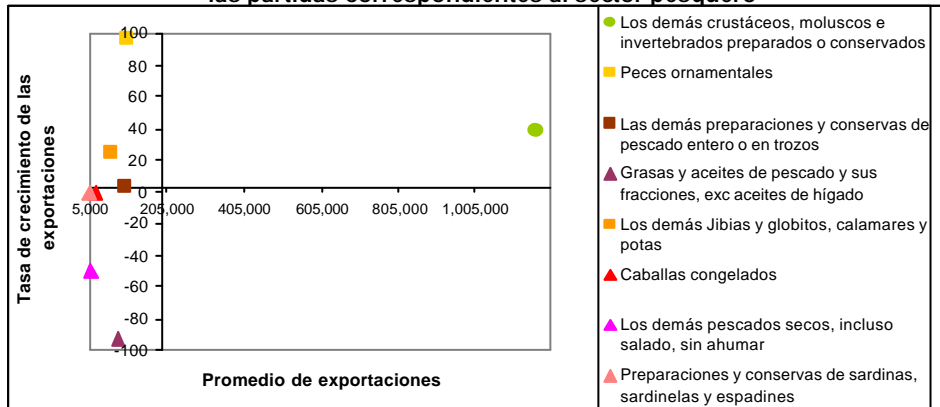 las partidas correspondientes al sector pesquero
Tasa de crecimiento de las
exportaciones
100
80
60
40
20
0
-20
-40
-60
-80
-100
5,000
205,000
405,000
605,000
805,000
1,005,000
Promedio de exportaciones
Los demás crustáceos, moluscos e
invertebrados preparados o conservados
Peces ornamentales
Las demás preparaciones y conservas de
pescado entero o en trozos
Grasas y aceites de pescado y sus
fracciones, exc aceites de hígado
Los demás Jibias y globitos, calamares y
potas
Caballas congelados
Los demás pescados secos, incluso
salado, sin ahumar
Preparaciones y conservas de sardinas,
sardinelas y espadines